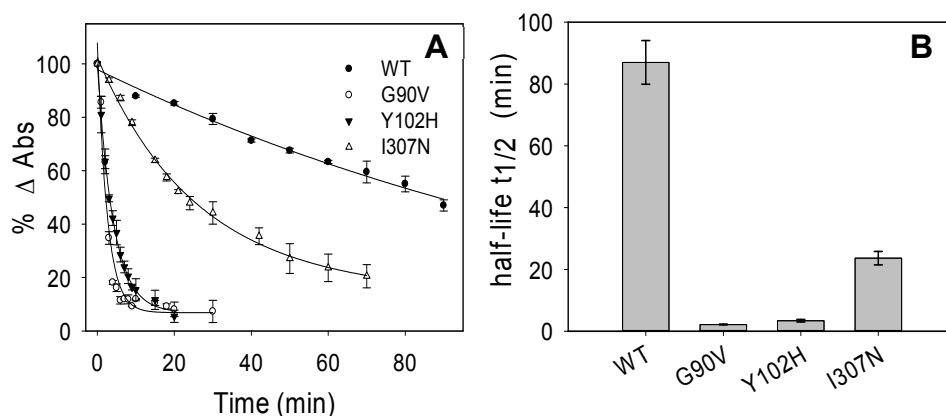 A
% Δ Abs
100
80
60
40
20
0
WT
G90V
Y102H
I307N
0 20 40 60 80
Time (min)
B
half-life t1/2 (min)
100
80
60
40
20
0
WT
G90V
Y102H
I307N